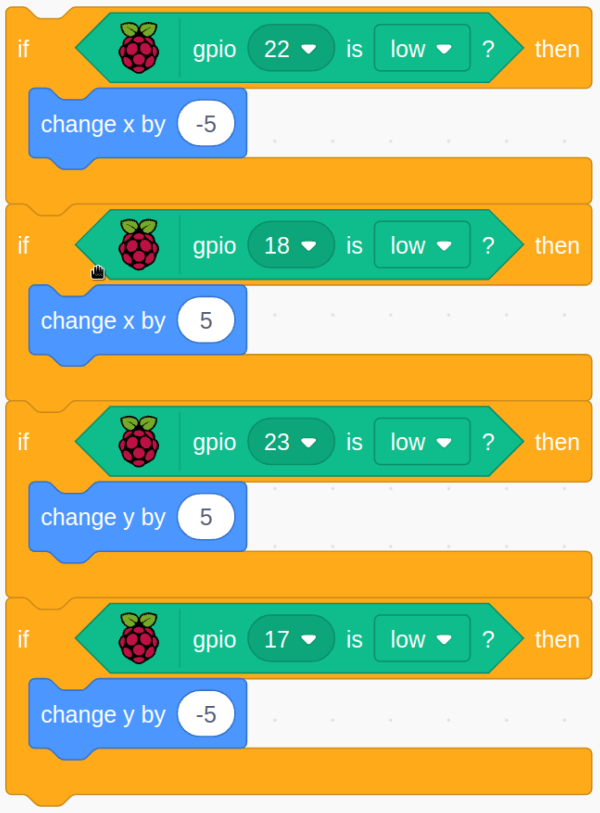 if gpio 22 is low ? then
change x by -5
if gpio 18 is low ? then
change x by 5
if gpio 23 is low ? then
change y by 5
if gpio 17 is low ? then
change y by -5